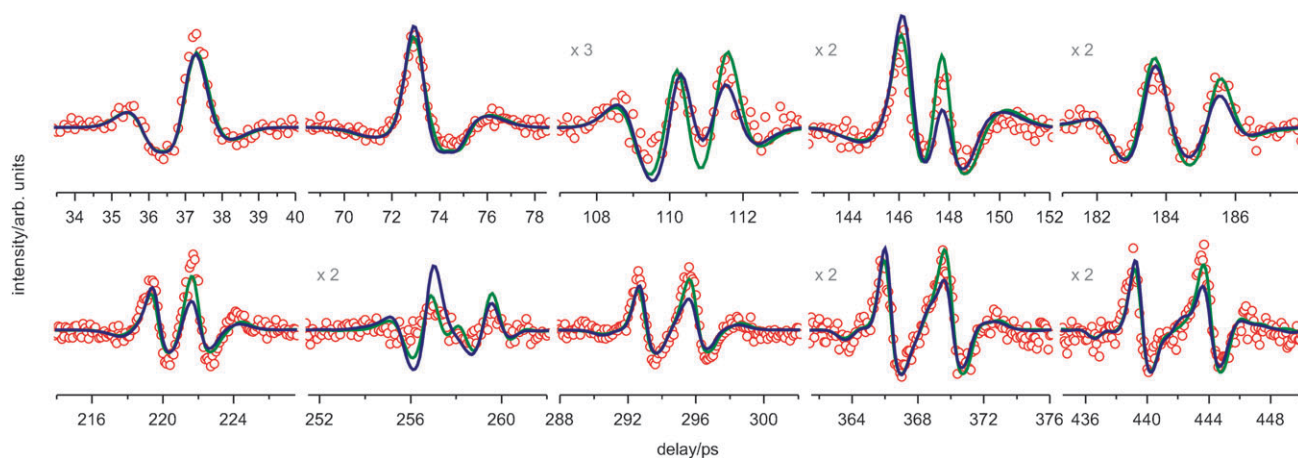 x 3
x 2
x 2
34 35 36 37 38 39 40
70 72 74 76 78
108 110 112
144 146 148 150 152
182 184 186
intensity/arb. units
x 2
x 2
x 2
216 220 224
252 256 260
288 292 296 300
364 368 372 376
436 440 444 448
delay/ps